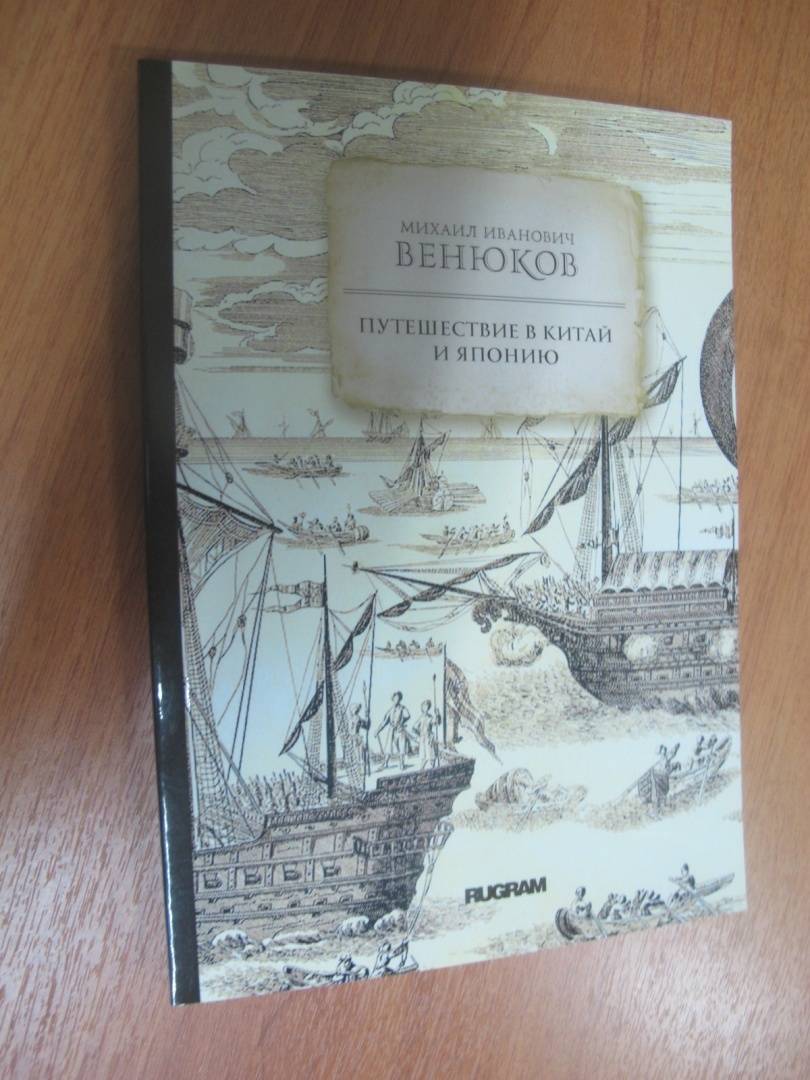 МИХАИЛ ИВАНОВИЧ
ВЕНЮКОВ
ПУТЕШЕСТВИЕ В КИТАЙ
И ЯПОНИЮ
RUGRAM